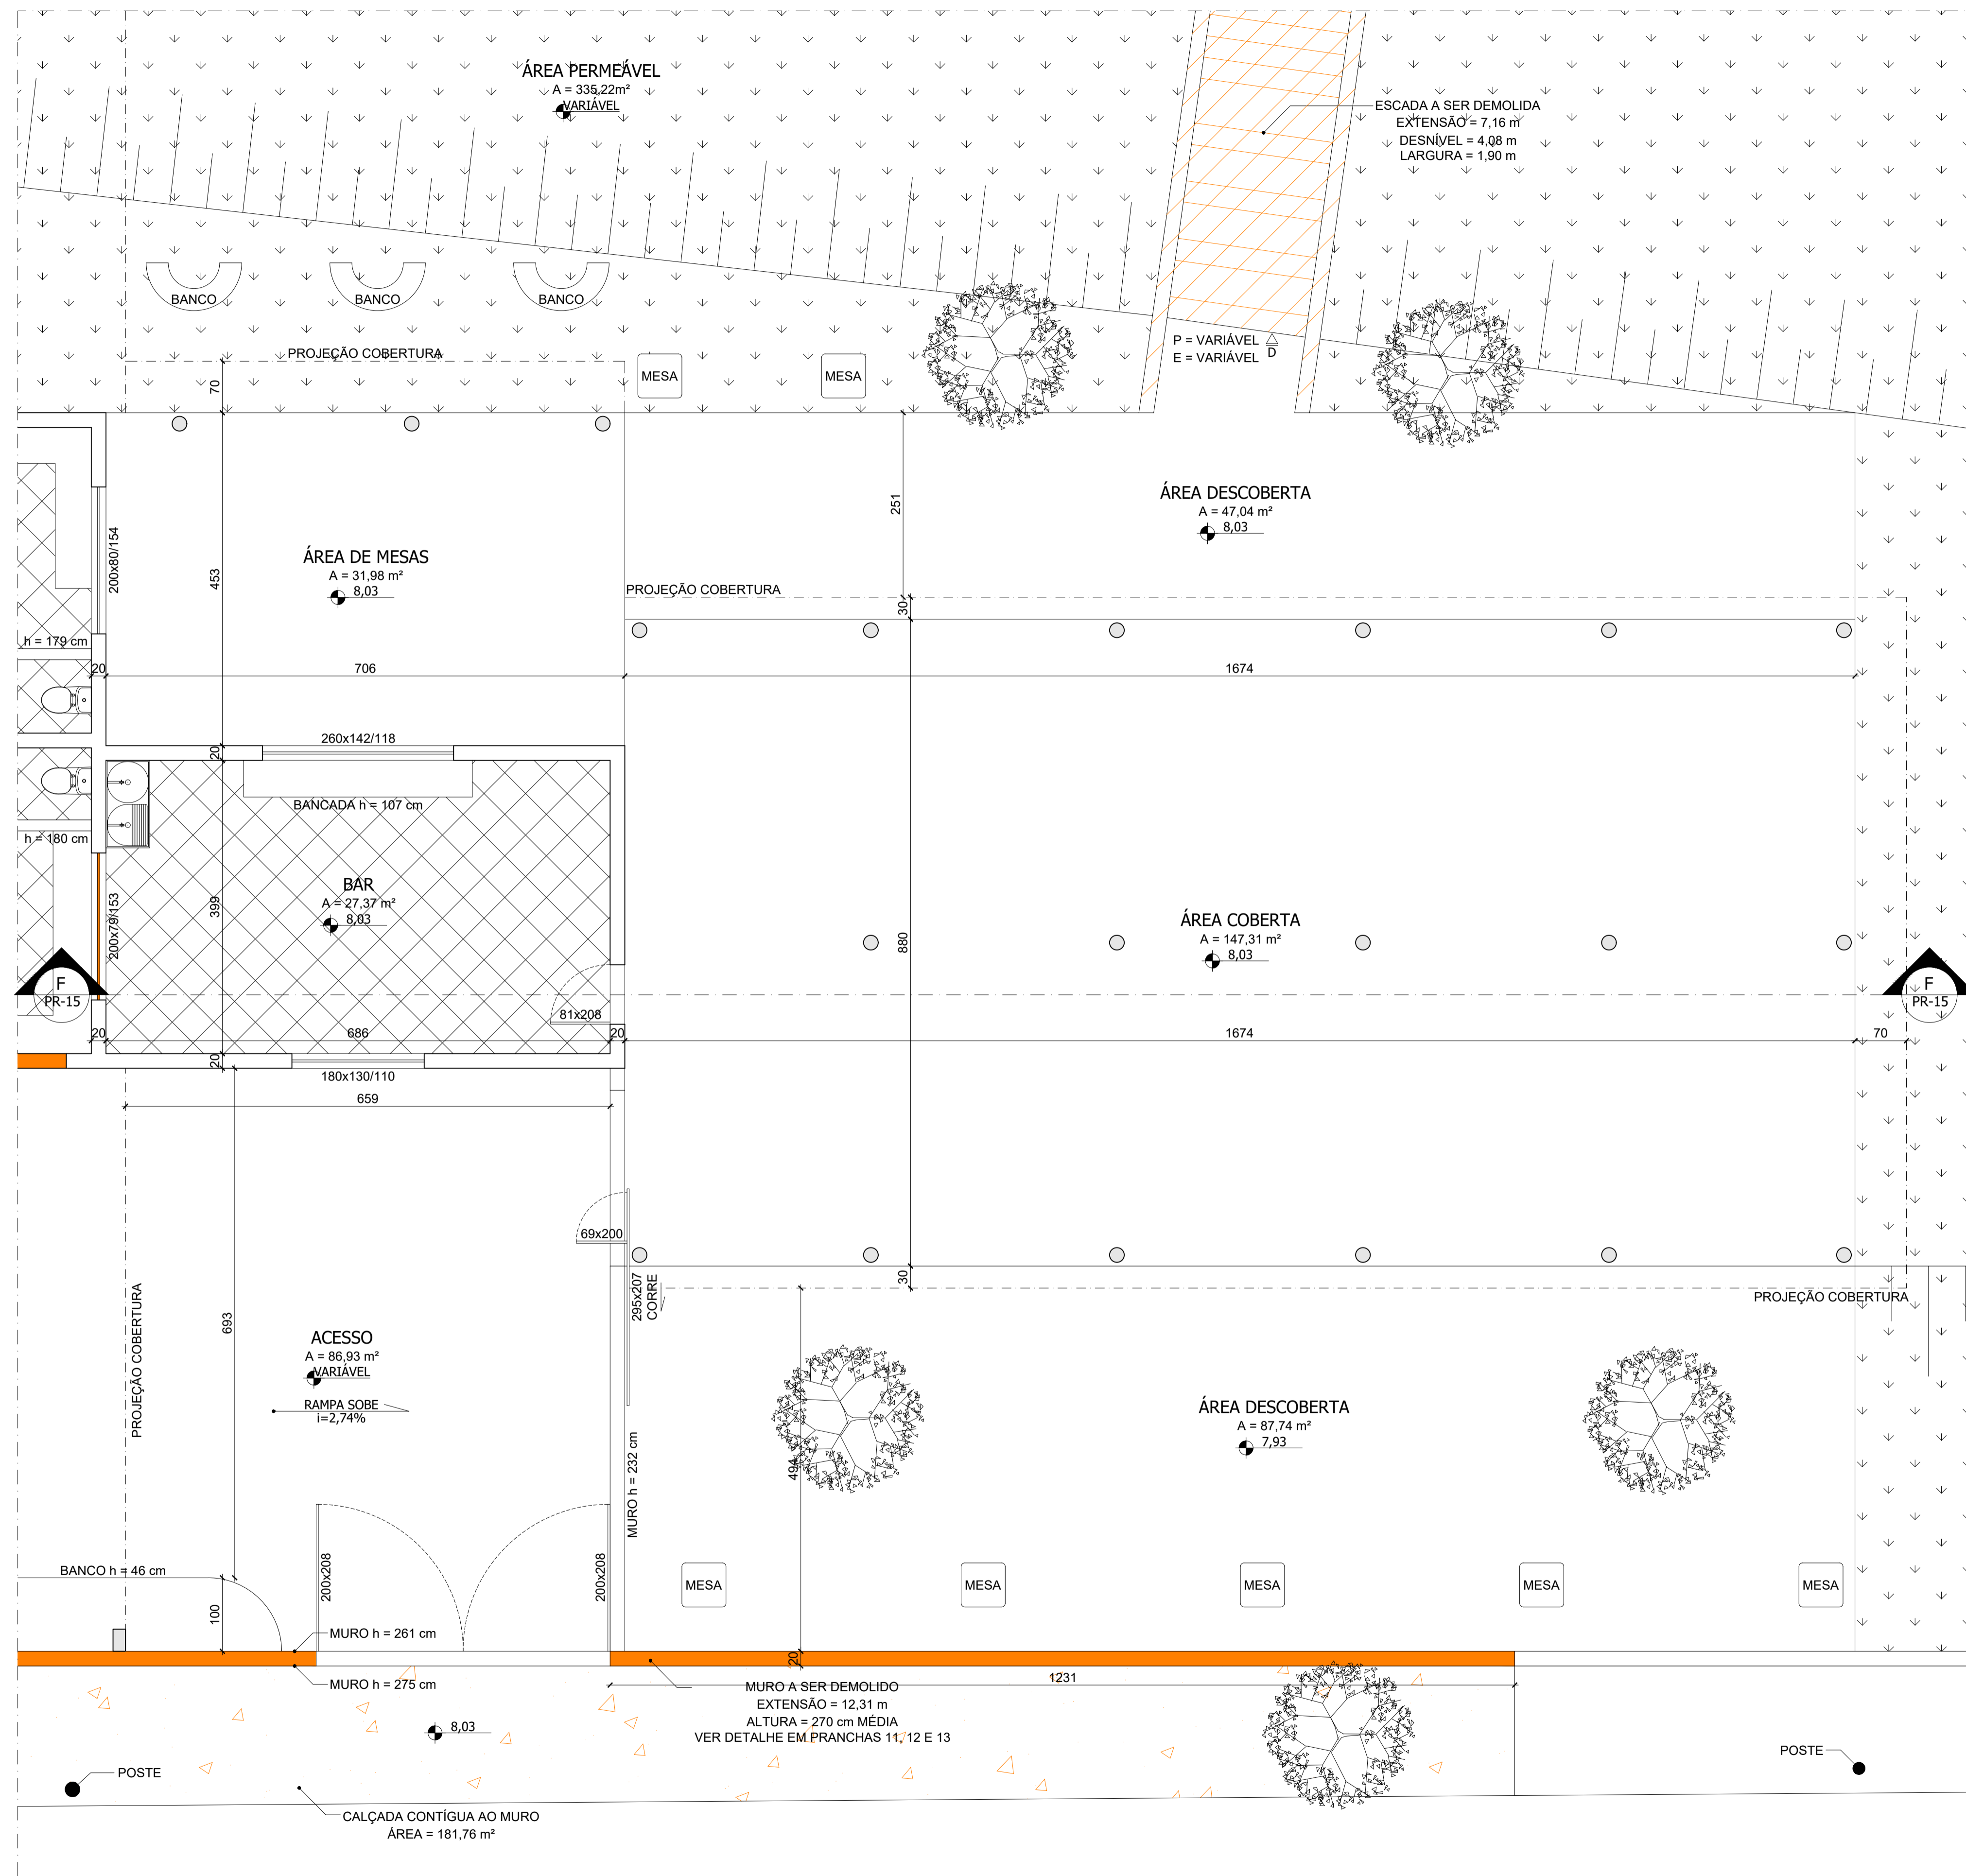 ÁREA PERMEÁVEL
A = 335,22m²
VARIÁVEL
ESCADA A SER DEMOLIDA
EXTENSÃO = 7,16 m
DESNÍVEL = 4,08 m
LARGURA = 1,90 m
BANCO
BANCO
BANCO
P = VARIÁVEL
E = VARIÁVEL
D
PROJEÇÃO COBERTURA
MESA
MESA
70
251
ÁREA DESCOBERTA
A = 47,04 m²
8,03
200x80/154
453
ÁREA DE MESAS
A = 31,98 m²
8,03
PROJEÇÃO COBERTURA
30
h = 179 cm
20
706
1674
260x142/118
20
BANCADA h = 107 cm
h = 180 cm
BAR
A = 27,37 m²
8,03
200x79/153
399
880
ÁREA COBERTA
A = 147,31 m²
8,03
F
PR-15
F
PR-15
81x208
20
686
20
1674
70
20
180x130/110
659
69x200
295x207
CORRE
30
PROJEÇÃO COBERTURA
PROJEÇÃO COBERTURA
693
ACESSO
A = 86,93 m²
VARIÁVEL
RAMPA SOBE
i=2,74%
ÁREA DESCOBERTA
A = 87,74 m²
7,93
494
MURO h = 232 cm
BANCO h = 46 cm
100
200x208
200x208
MESA
MESA
MESA
MESA
MESA
MURO h = 261 cm
20
MURO h = 275 cm
1231
MURO A SER DEMOLIDO
EXTENSÃO = 12,31 m
ALTURA = 270 cm MÉDIA
VER DETALHE EM PRANCHAS 11, 12 E 13
8,03
POSTE
POSTE
CALÇADA CONTÍGUA AO MURO
ÁREA = 181,76 m²